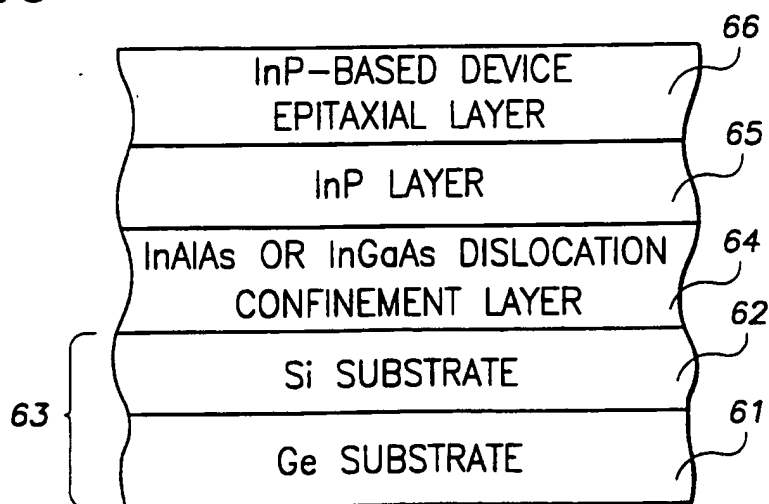 66
InP-BASED DEVICE
EPITAXIAL LAYER
65
InP LAYER
64
InAlAs OR InGaAs DISLOCATION
CONFINEMENT LAYER
62
Si SUBSTRATE
63
61
Ge SUBSTRATE